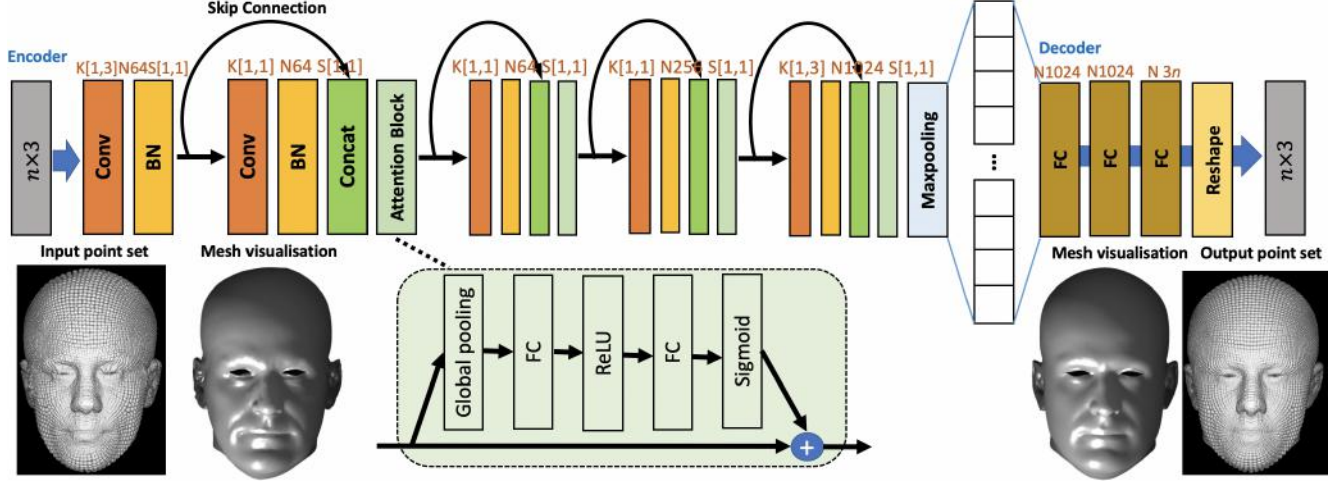 Skip Connection
Encoder
Decoder
K[1,3]N64S[1,1]
K[1,1] N64 S[1,1]
K[1,1] N64 S[1,1]
K[1,1] N256 S[1,1]
K[1,3] N1024 S[1,1]
N1024 N1024 N 3n
n×3
Conv
BN
Conv
BN
Concat
Attention Block
Maxpooling
...
FC
FC
FC
Reshape
n×3
Input point set
Mesh visualisation
Mesh visualisation
Output point set
Global pooling
FC
ReLU
FC
Sigmoid
+